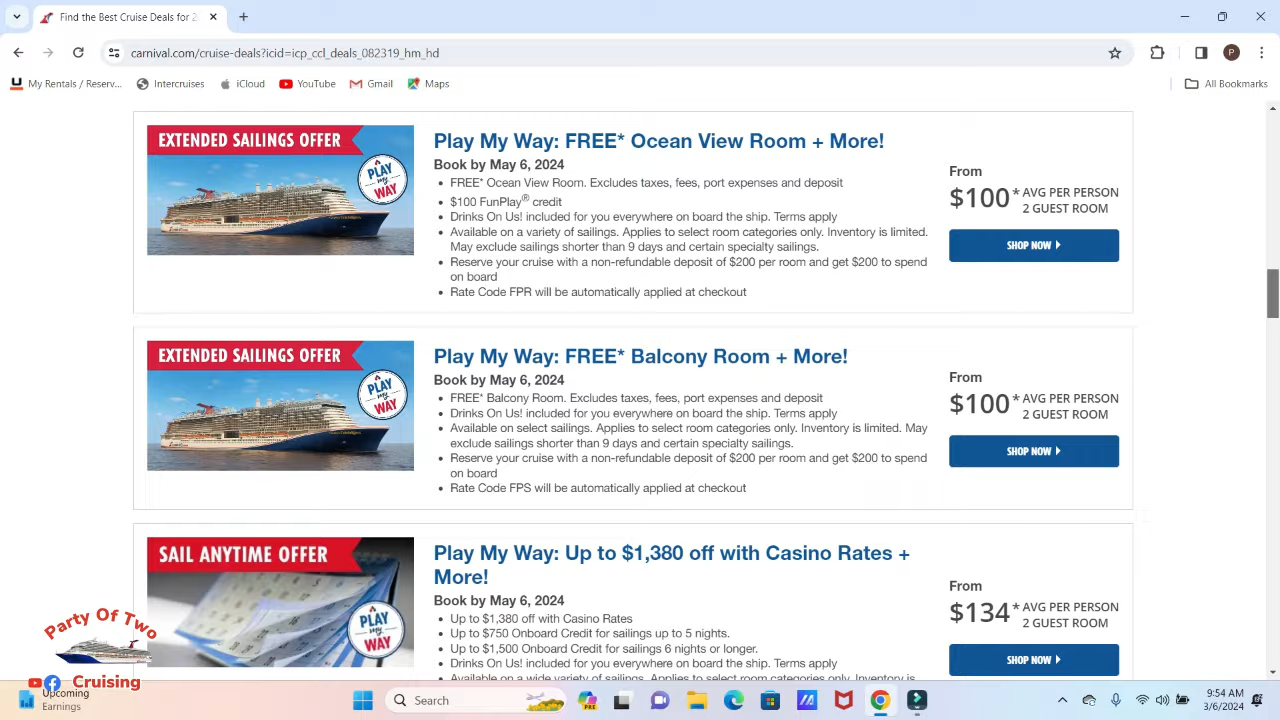 Find the Best Cruise Deals for
carnival.com/cruise-deals?icid=icp_ccl_deals_082319_hm_hd
P
My Rentals / Reserv...
Intercruises
iCloud
YouTube
Gmail
Maps
All Bookmarks
EXTENDED SAILINGS OFFER
PLAY my WAY
Play My Way: FREE* Ocean View Room + More!
Book by May 6, 2024
• FREE* Ocean View Room. Excludes taxes, fees, port expenses and deposit
• $100 FunPlay® credit
• Drinks On Us! included for you everywhere on board the ship. Terms apply
• Available on a variety of sailings. Applies to select room categories only. Inventory is limited.
May exclude sailings shorter than 9 days and certain specialty sailings.
• Reserve your cruise with a non-refundable deposit of $200 per room and get $200 to spend
on board
• Rate Code FPR will be automatically applied at checkout
From
$100* AVG PER PERSON
2 GUEST ROOM
SHOP NOW
EXTENDED SAILINGS OFFER
PLAY my WAY
Play My Way: FREE* Balcony Room + More!
Book by May 6, 2024
• FREE* Balcony Room. Excludes taxes, fees, port expenses and deposit
• Drinks On Us! included for you everywhere on board the ship. Terms apply
• Available on select sailings. Applies to select room categories only. Inventory is limited. May
exclude sailings shorter than 9 days and certain specialty sailings.
• Reserve your cruise with a non-refundable deposit of $200 per room and get $200 to spend
on board
• Rate Code FPS will be automatically applied at checkout
From
$100* AVG PER PERSON
2 GUEST ROOM
SHOP NOW
SAIL ANYTIME OFFER
PLAY my WAY
Play My Way: Up to $1,380 off with Casino Rates +
More!
Book by May 6, 2024
• Up to $1,380 off with Casino Rates
• Up to $750 Onboard Credit for sailings up to 5 nights.
• Up to $1,500 Onboard Credit for sailings 6 nights or longer.
• Drinks On Us! included for you everywhere on board the ship. Terms apply
• Available on a wide variety of sailings. Applies to select room categories only. Inventory is
From
$134* AVG PER PERSON
2 GUEST ROOM
SHOP NOW
Party Of Two
Cruising
Upcoming
Earnings
Search
PRE
9:54 AM
3/6/2024